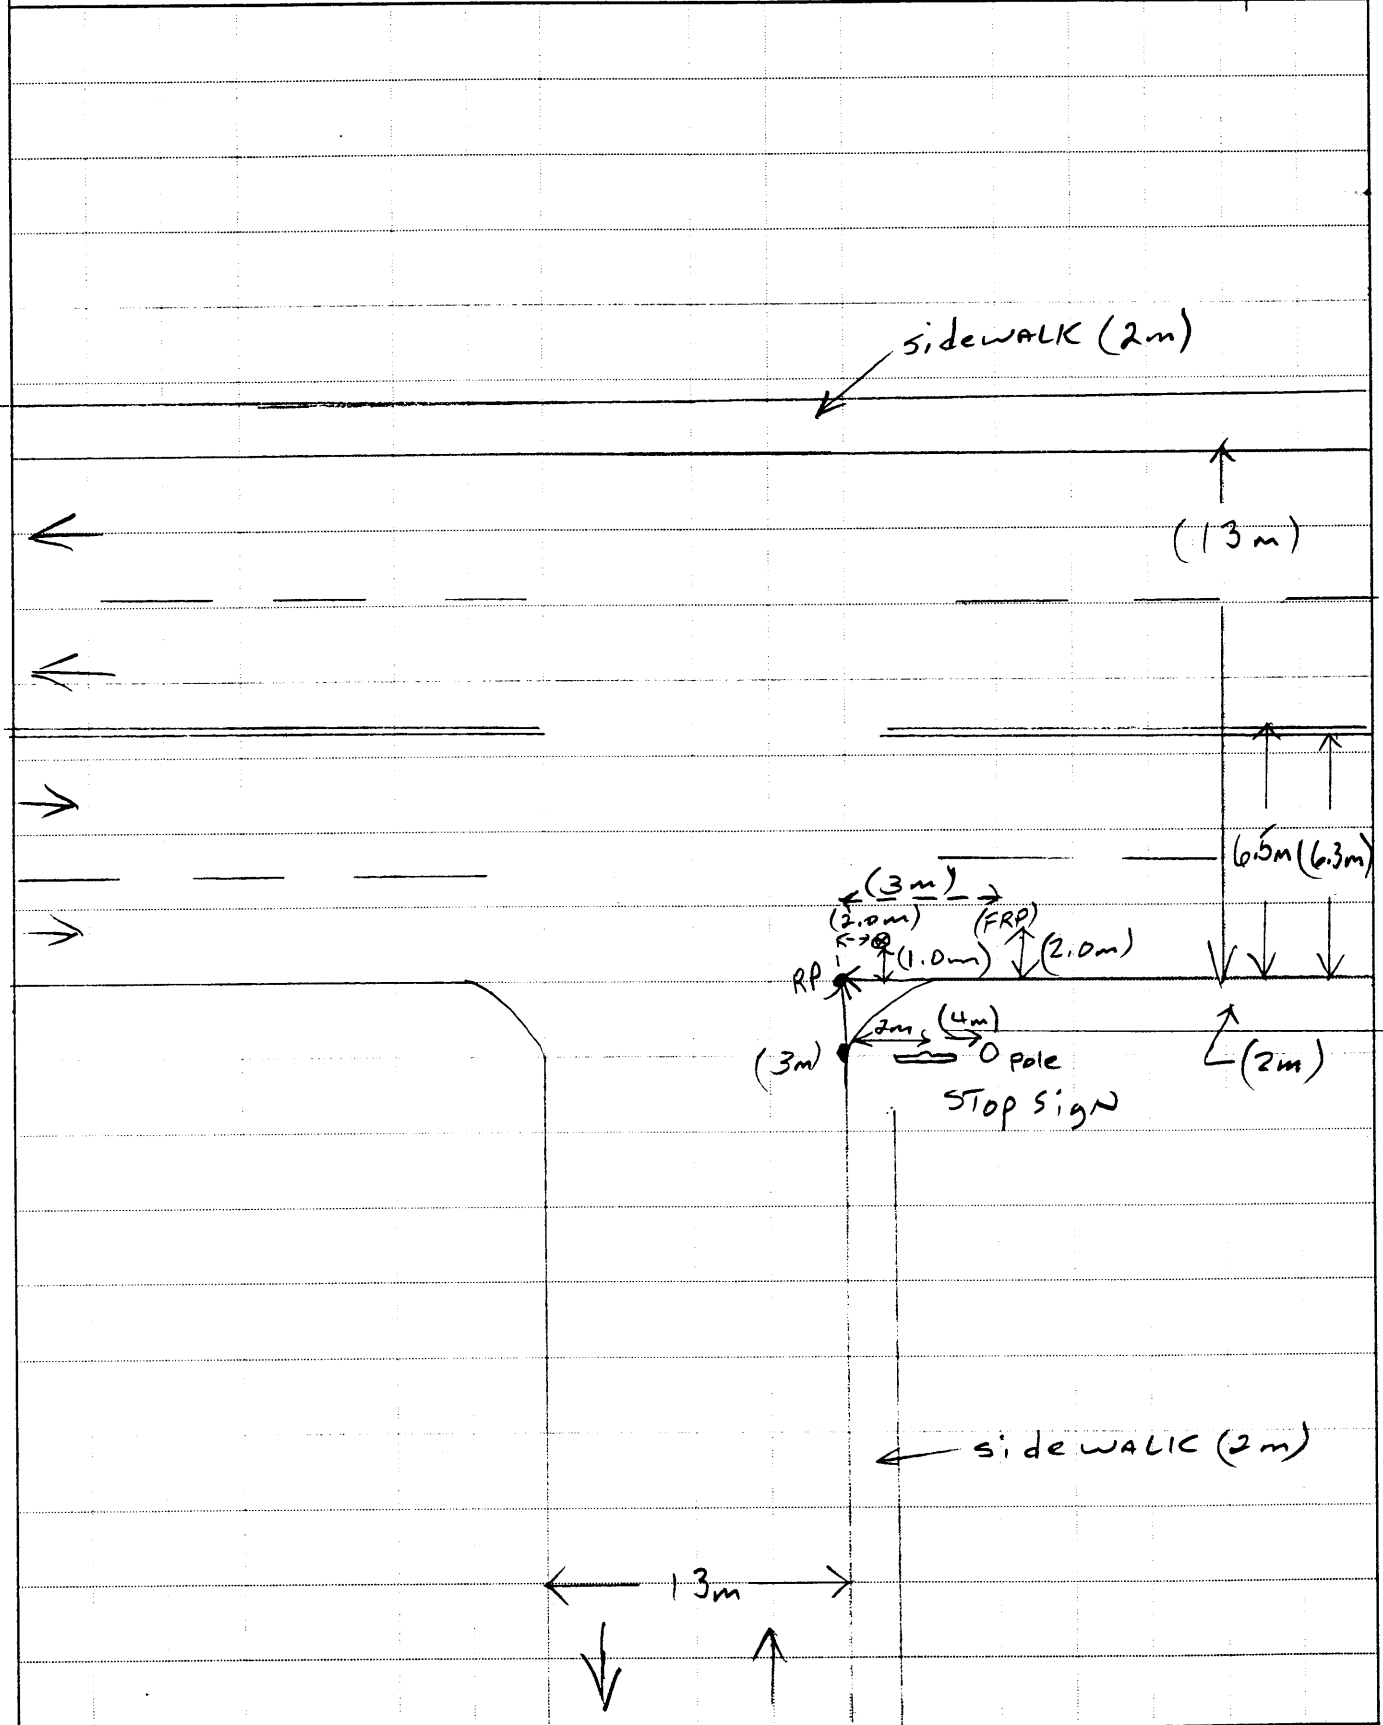 sidewALK (2m)
(13m)
6.5m (6.3m)
(3m)
(2.0m)
(FRP)
(1.0m)
(2.0m)
RP
2m
(4m)
(3m)
pole
(2m)
STop SigN
sidewALK (2m)
13m